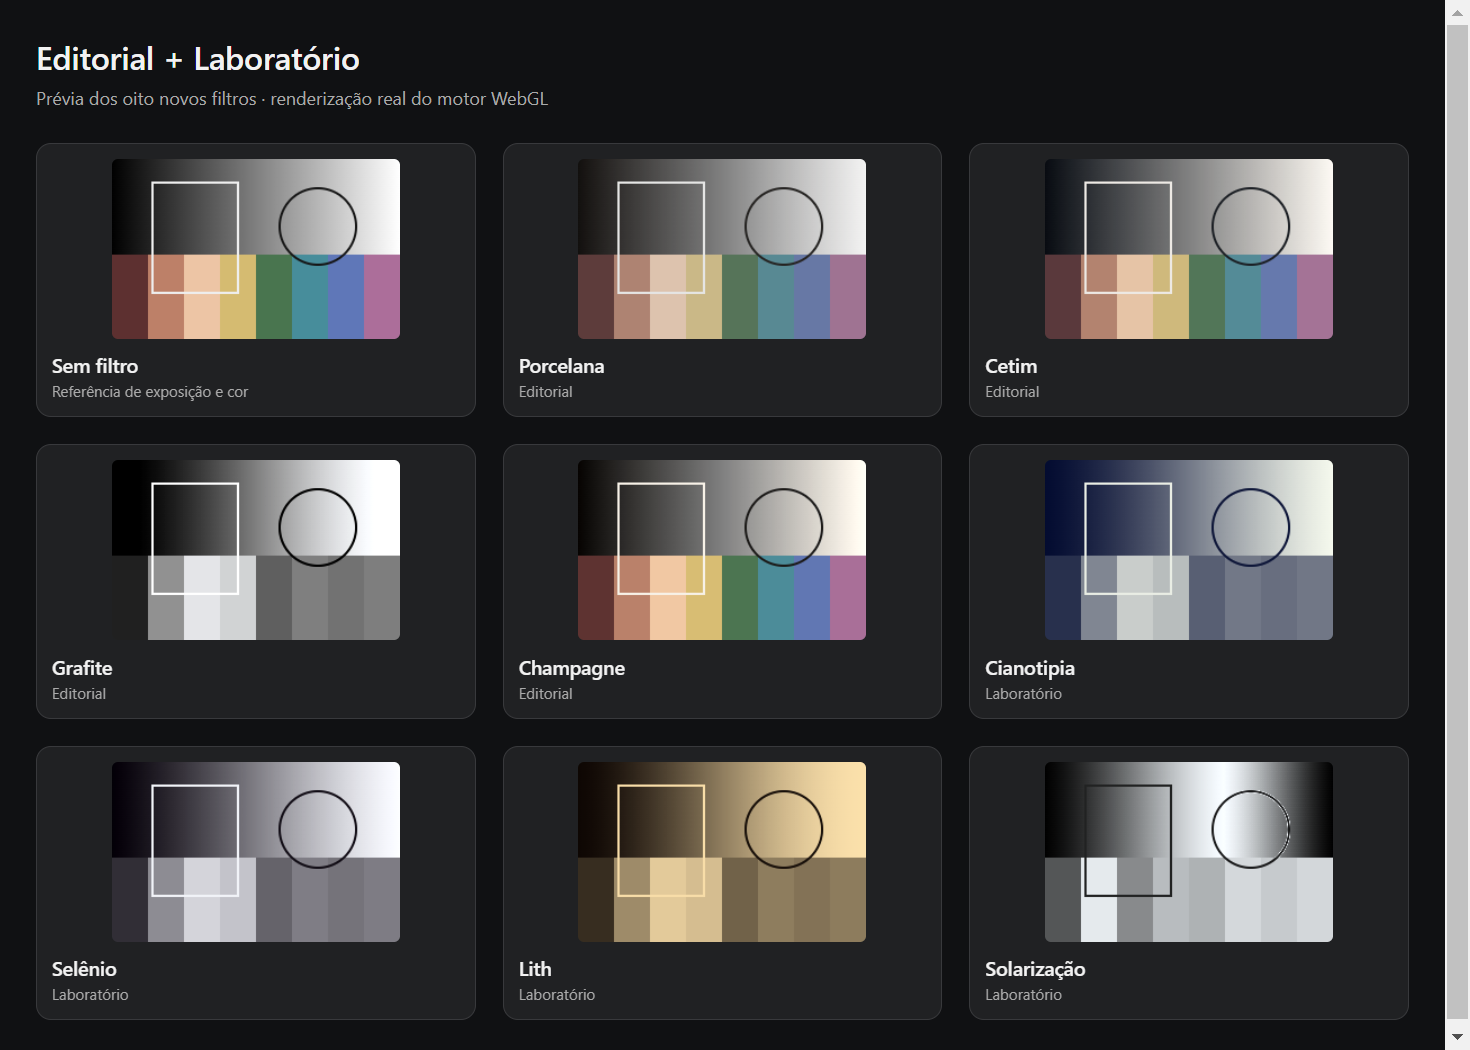 Editorial + Laboratório
Prévia dos oito novos filtros · renderização real do motor WebGL
Sem filtro
Referência de exposição e cor
Porcelana
Editorial
Cetim
Editorial
Grafite
Editorial
Champagne
Editorial
Cianotipia
Laboratório
Selênio
Laboratório
Lith
Laboratório
Solarização
Laboratório